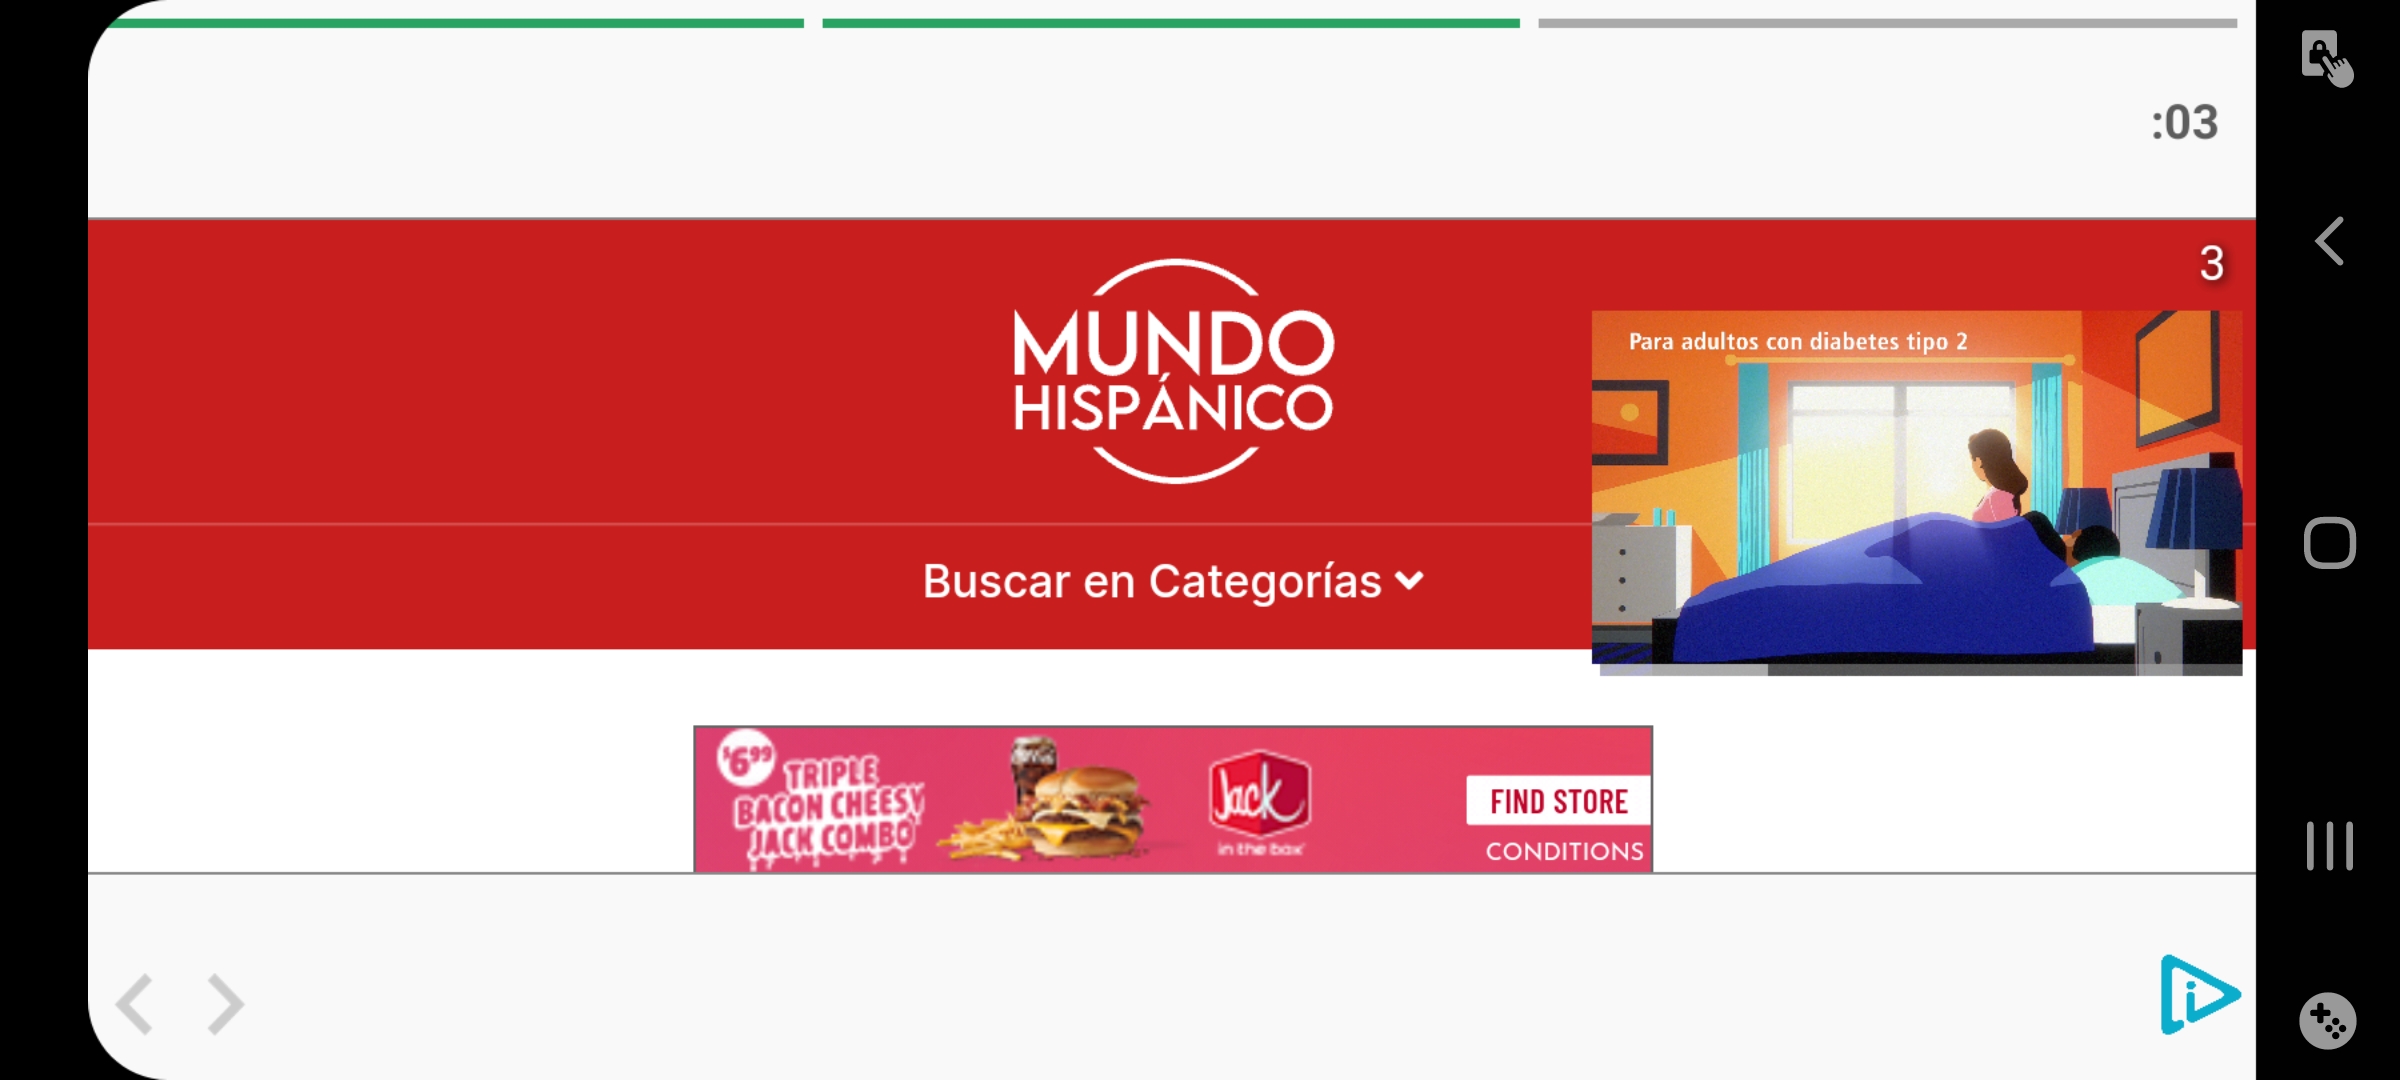 :03
3
MUNDO
HISPÁNICO
Para adultos con diabetes tipo 2
Buscar en Categorías
$6.99
TRIPLE
BACON CHEESY
JACK COMBO
Jack
in the box
FIND STORE
CONDITIONS